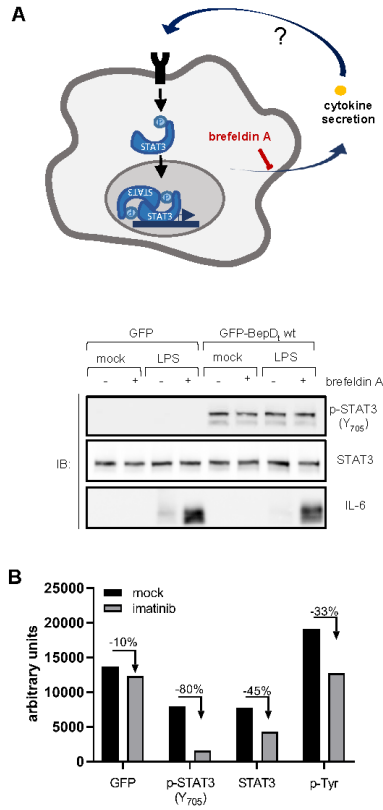 A
?
cytokine
secretion
brefeldin A
P
STAT3
STAT3
STAT3
GFP GFP-BepDt wt
mock LPS mock LPS
- + - + - + - + brefeldin A
p-STAT3
(Y705)
IB: STAT3
IL-6
B
25000
20000
15000
10000
5000
0
arbitrary units
mock
imatinib
-10%
-80%
-45%
-33%
GFP p-STAT3 STAT3 p-Tyr
(Y705)